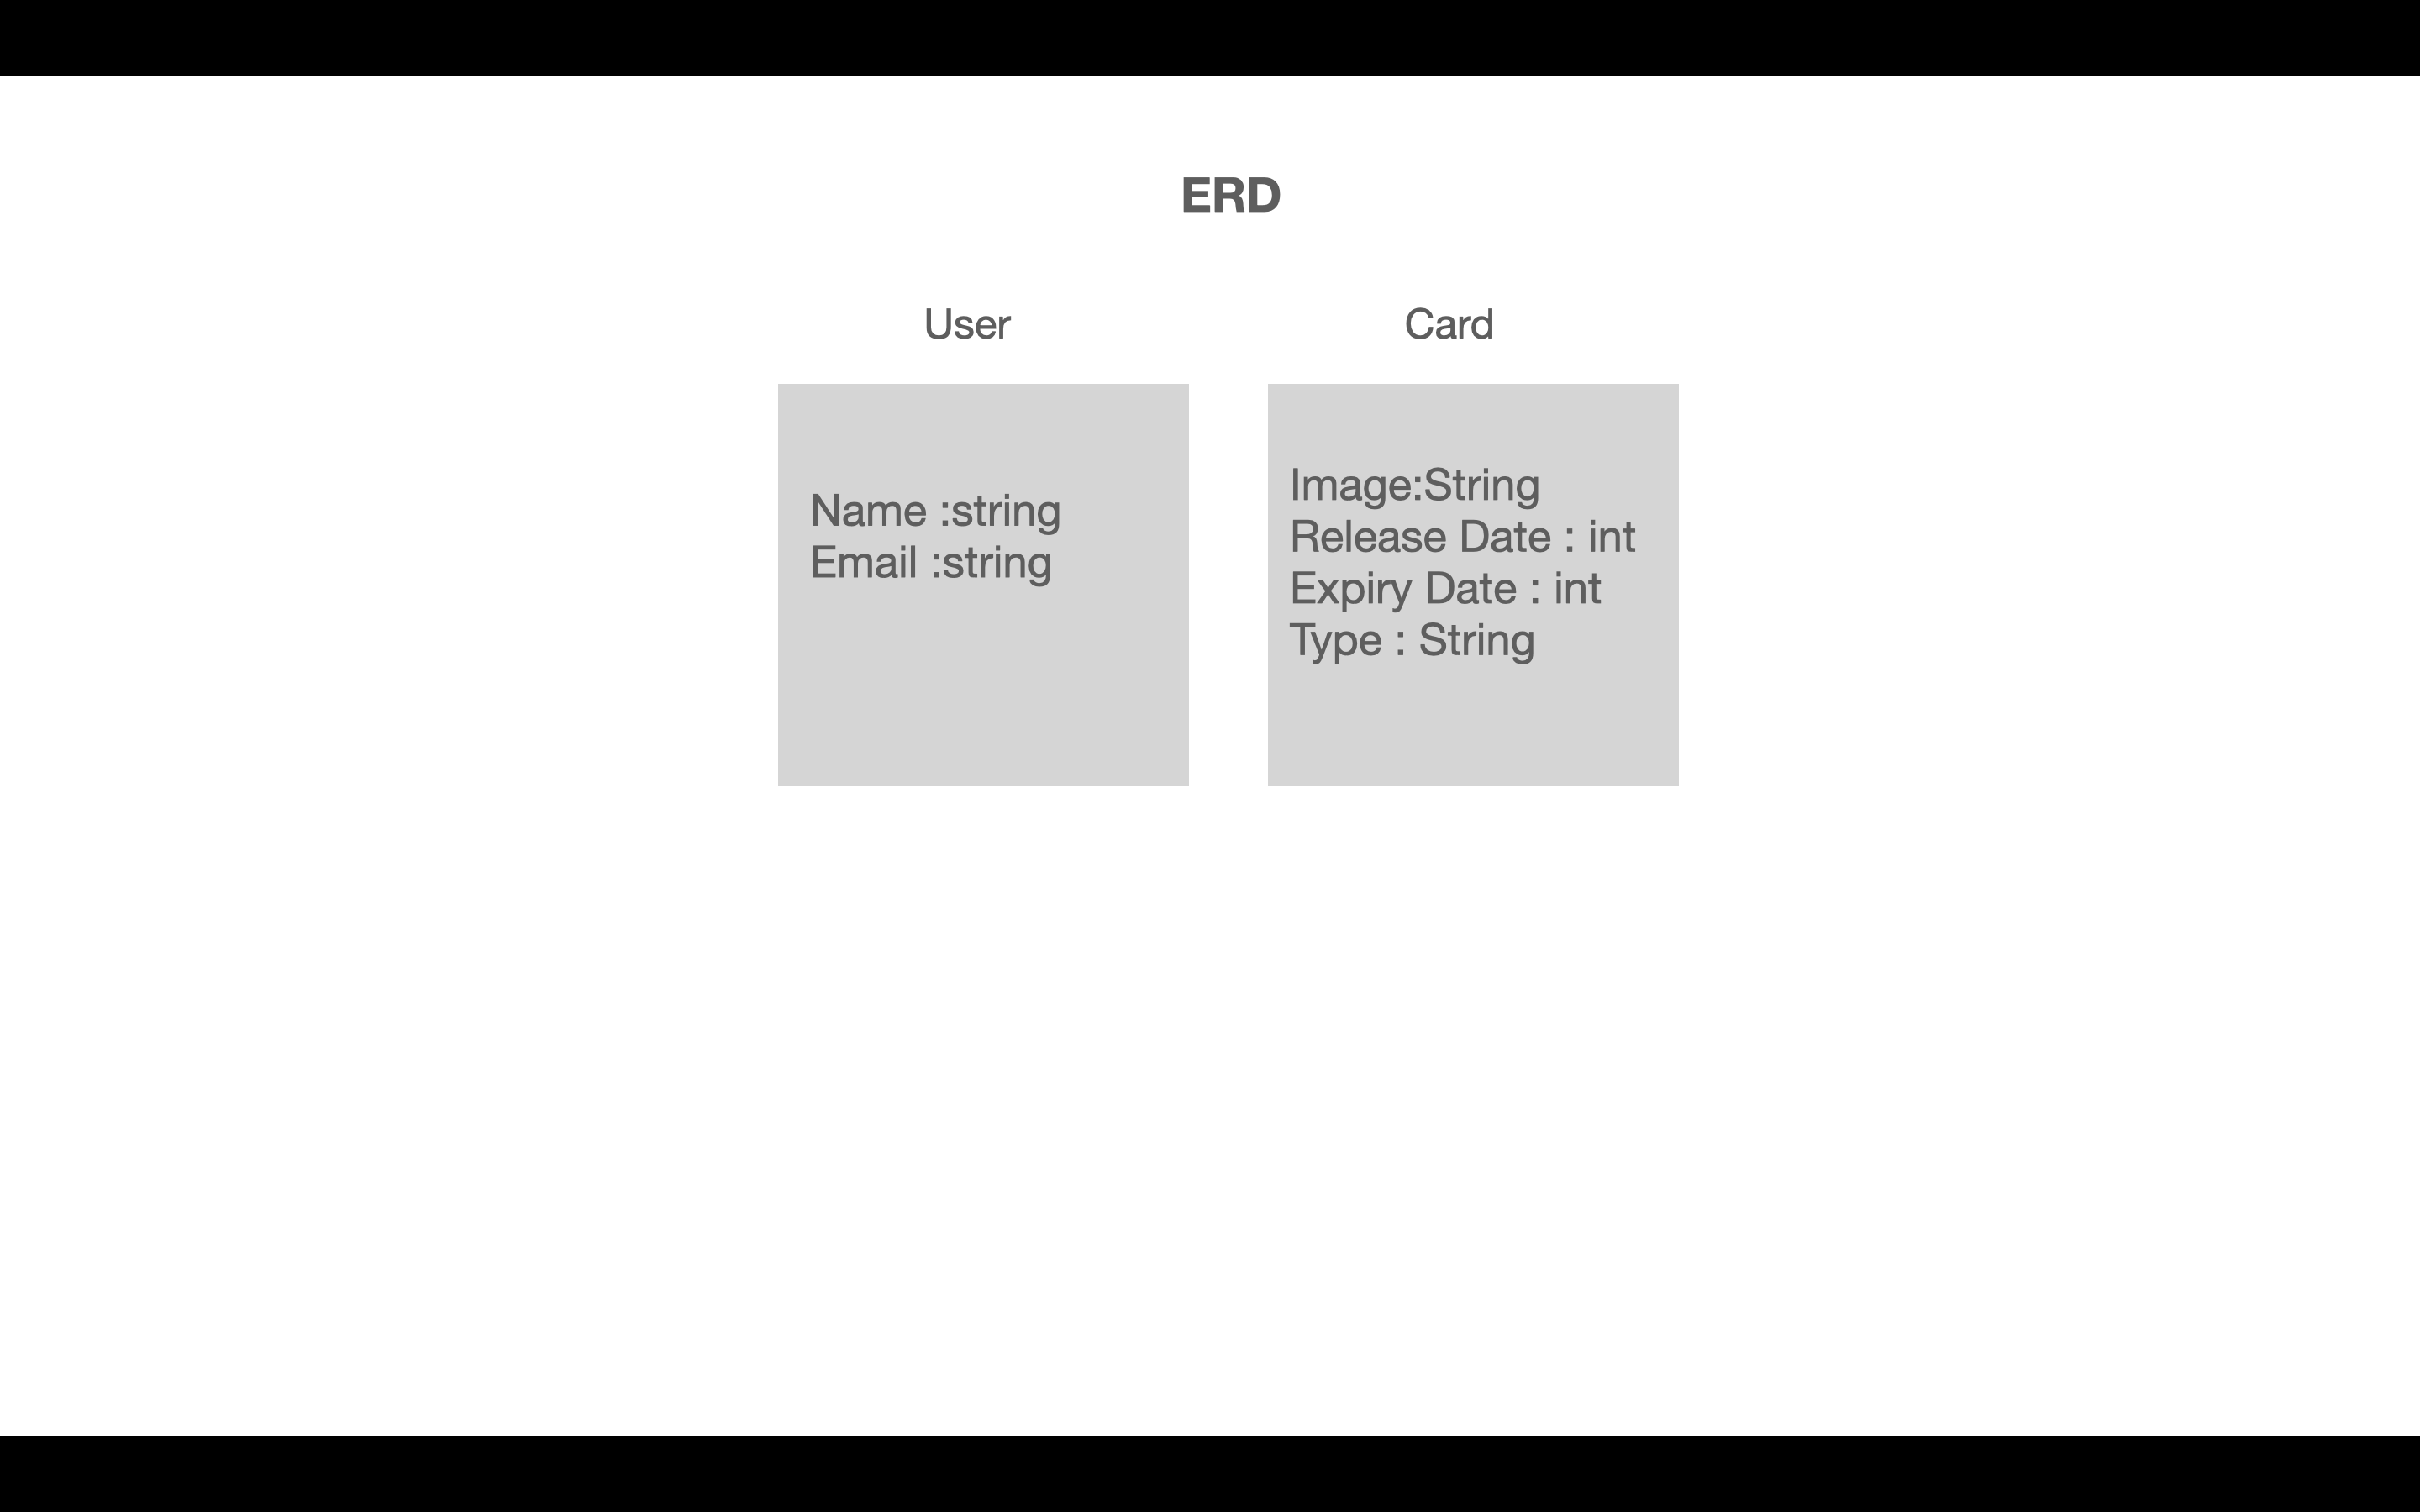 ERD
User
Name :string
Email :string
Card
Image:String
Release Date : int
Expiry Date : int
Type : String